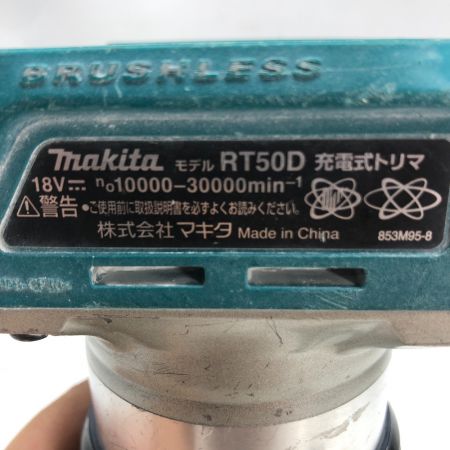 BRUSHLESS
makita モデル RT50D 充電式トリマ
18V⎓ n₀10000-30000min⁻¹
⚠警告 •ご使用前に取扱説明書を必ずよくお読みください。
株式会社 マキタ Made in China 853M95-8